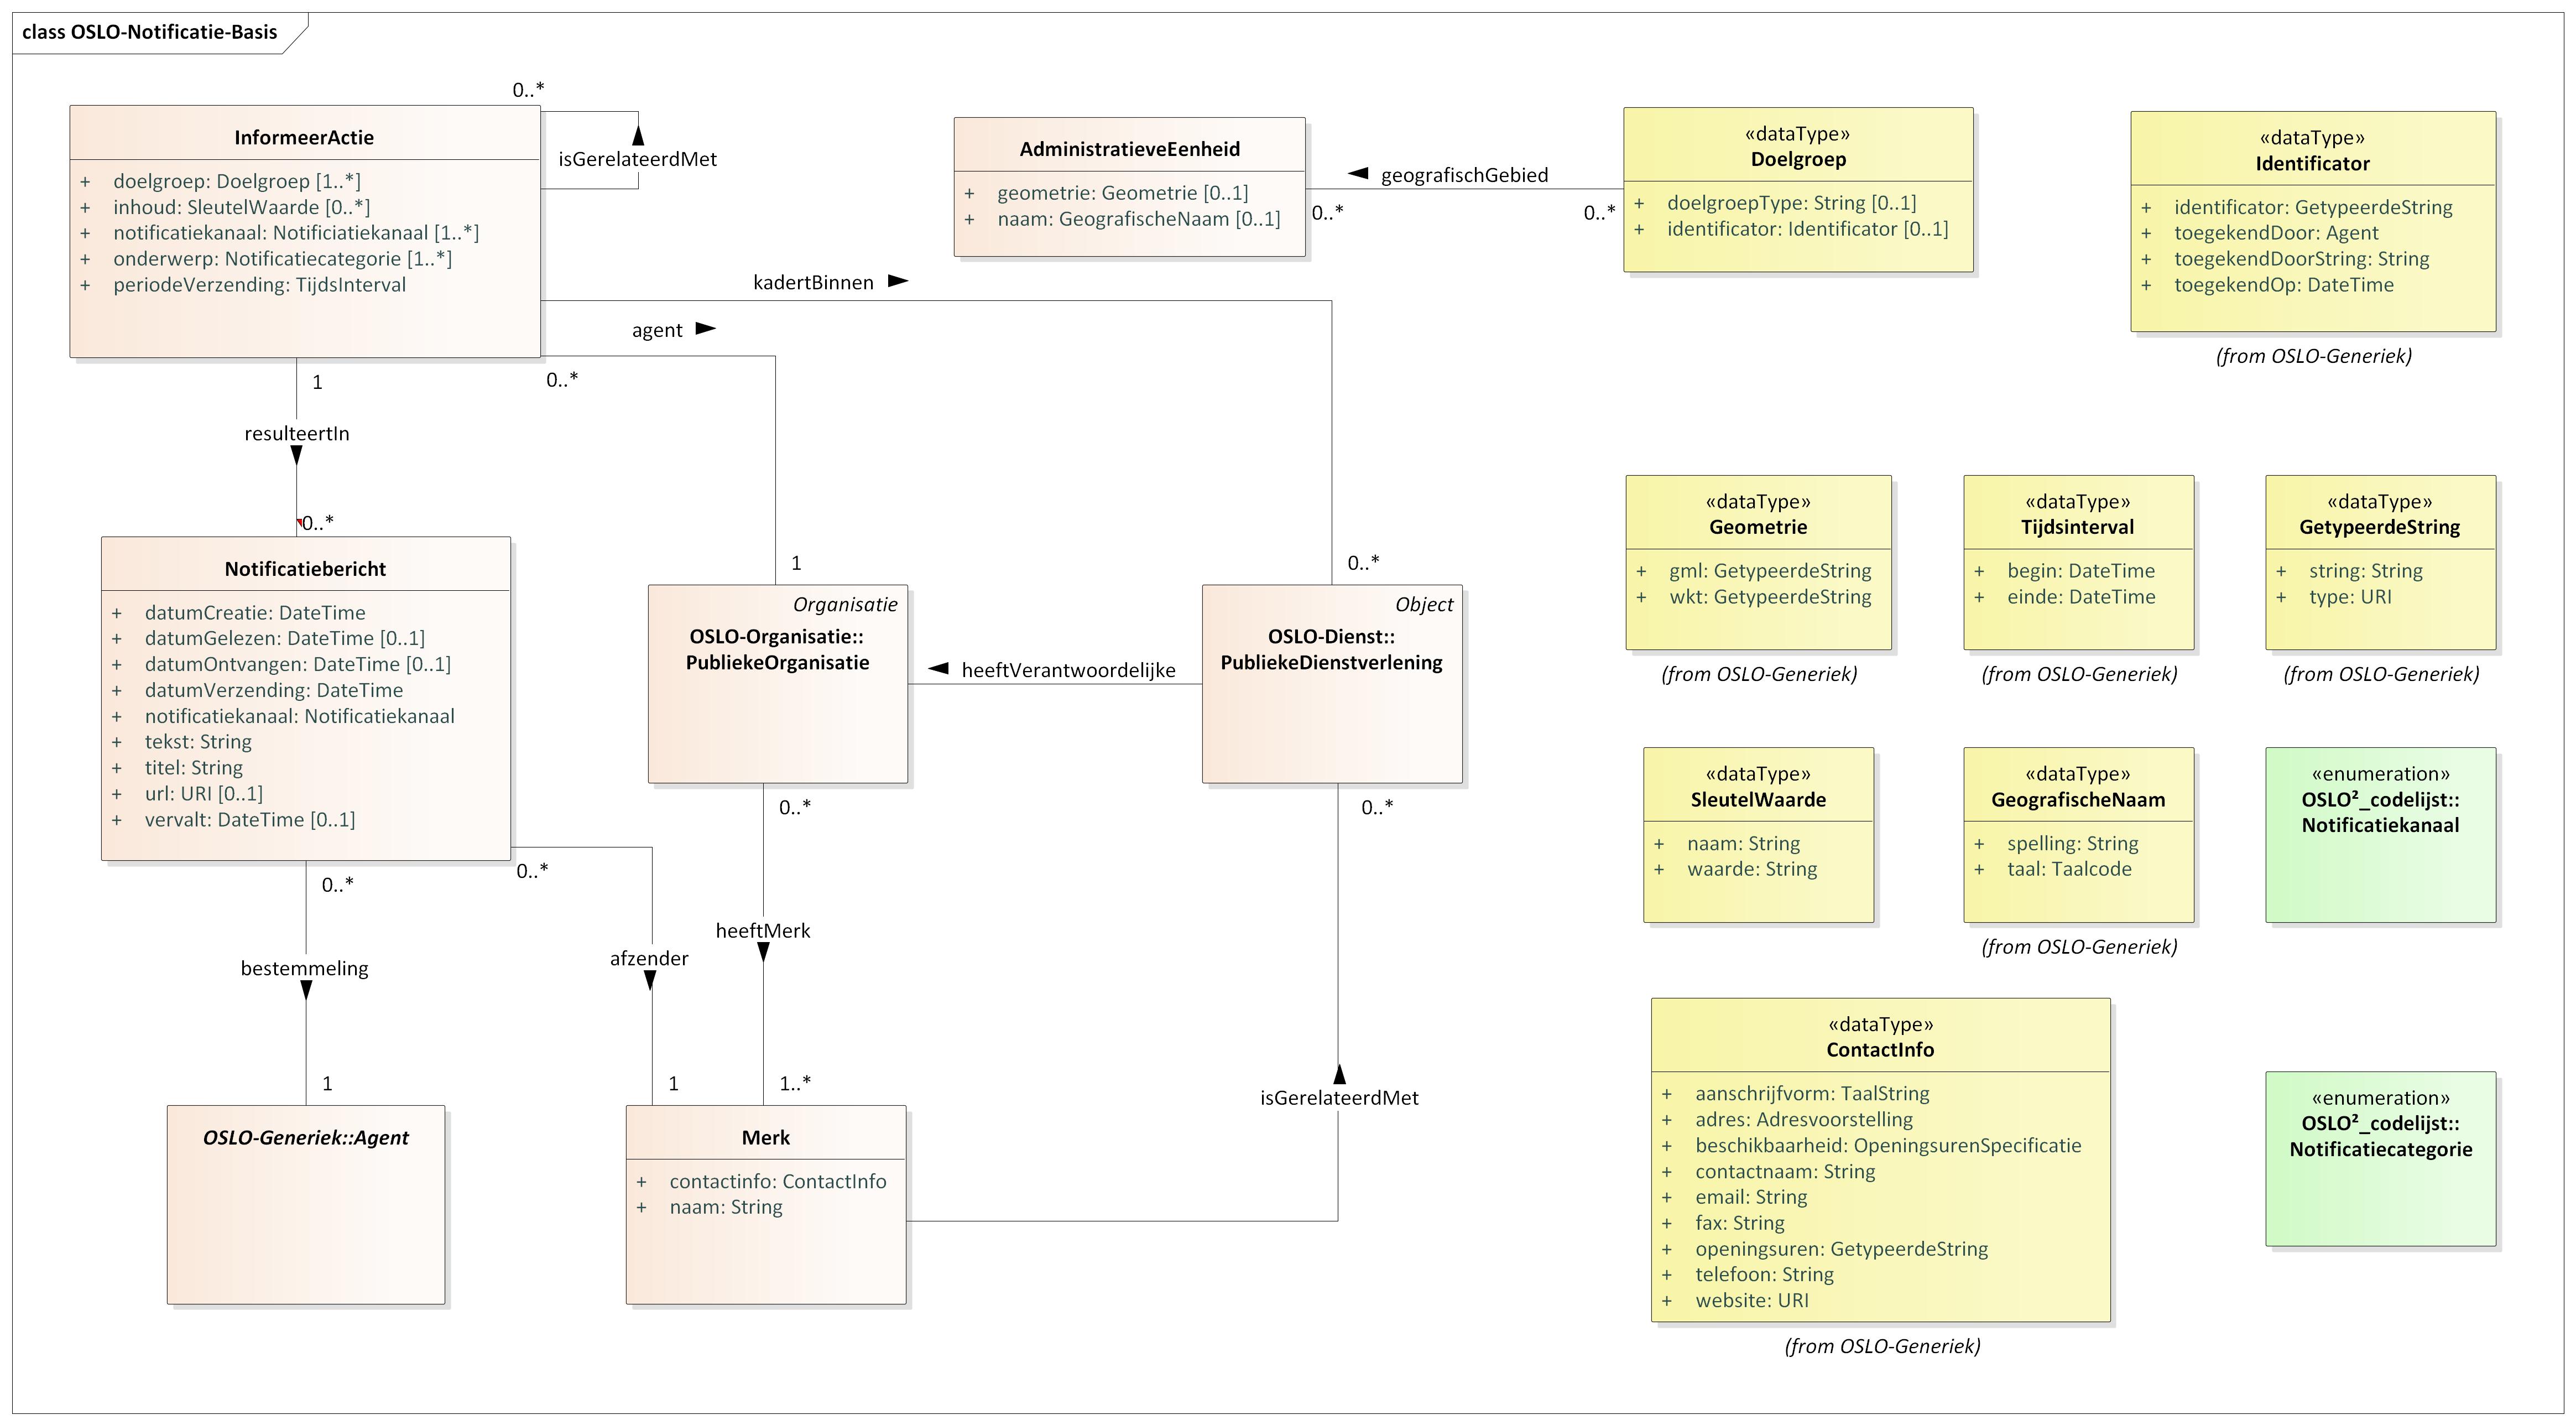 class OSLO-Notificatie-Basis
0..*
InformeerActie
+ doelgroep: Doelgroep [1..*]
+ inhoud: SleutelWaarde [0..*]
+ notificatiekanaal: Notificiatiekanaal [1..*]
+ onderwerp: Notificatiecategorie [1..*]
+ periodeVerzending: TijdsInterval
isGerelateerdMet
AdministratieveEenheid
+ geometrie: Geometrie [0..1]
+ naam: GeografischeNaam [0..1]
geografischGebied
0..*
0..*
«dataType»
Doelgroep
+ doelgroepType: String [0..1]
+ identificator: Identificator [0..1]
«dataType»
Identificator
+ identificator: GetypeerdeString
+ toegekendDoor: Agent
+ toegekendDoorString: String
+ toegekendOp: DateTime
(from OSLO-Generiek)
kadertBinnen
agent
0..*
1
resulteertIn
0..*
1
0..*
Notificatiebericht
+ datumCreatie: DateTime
+ datumGelezen: DateTime [0..1]
+ datumOntvangen: DateTime [0..1]
+ datumVerzending: DateTime
+ notificatiekanaal: Notificatiekanaal
+ tekst: String
+ titel: String
+ url: URI [0..1]
+ vervalt: DateTime [0..1]
Organisatie
OSLO-Organisatie::
PubliekeOrganisatie
heeftVerantwoordelijke
Object
OSLO-Dienst::
PubliekeDienstverlening
«dataType»
Geometrie
+ gml: GetypeerdeString
+ wkt: GetypeerdeString
(from OSLO-Generiek)
«dataType»
Tijdsinterval
+ begin: DateTime
+ einde: DateTime
(from OSLO-Generiek)
«dataType»
GetypeerdeString
+ string: String
+ type: URI
(from OSLO-Generiek)
0..*
0..*
0..*
0..*
heeftMerk
afzender
bestemmeling
1
1
1..*
isGerelateerdMet
«dataType»
SleutelWaarde
+ naam: String
+ waarde: String
«dataType»
GeografischeNaam
+ spelling: String
+ taal: Taalcode
(from OSLO-Generiek)
«enumeration»
OSLO²_codelijst::
Notificatiekanaal
OSLO-Generiek::Agent
Merk
+ contactinfo: ContactInfo
+ naam: String
«dataType»
ContactInfo
+ aanschrijfvorm: TaalString
+ adres: Adresvoorstelling
+ beschikbaarheid: OpeningsurenSpecificatie
+ contactnaam: String
+ email: String
+ fax: String
+ openingsuren: GetypeerdeString
+ telefoon: String
+ website: URI
(from OSLO-Generiek)
«enumeration»
OSLO²_codelijst::
Notificatiecategorie